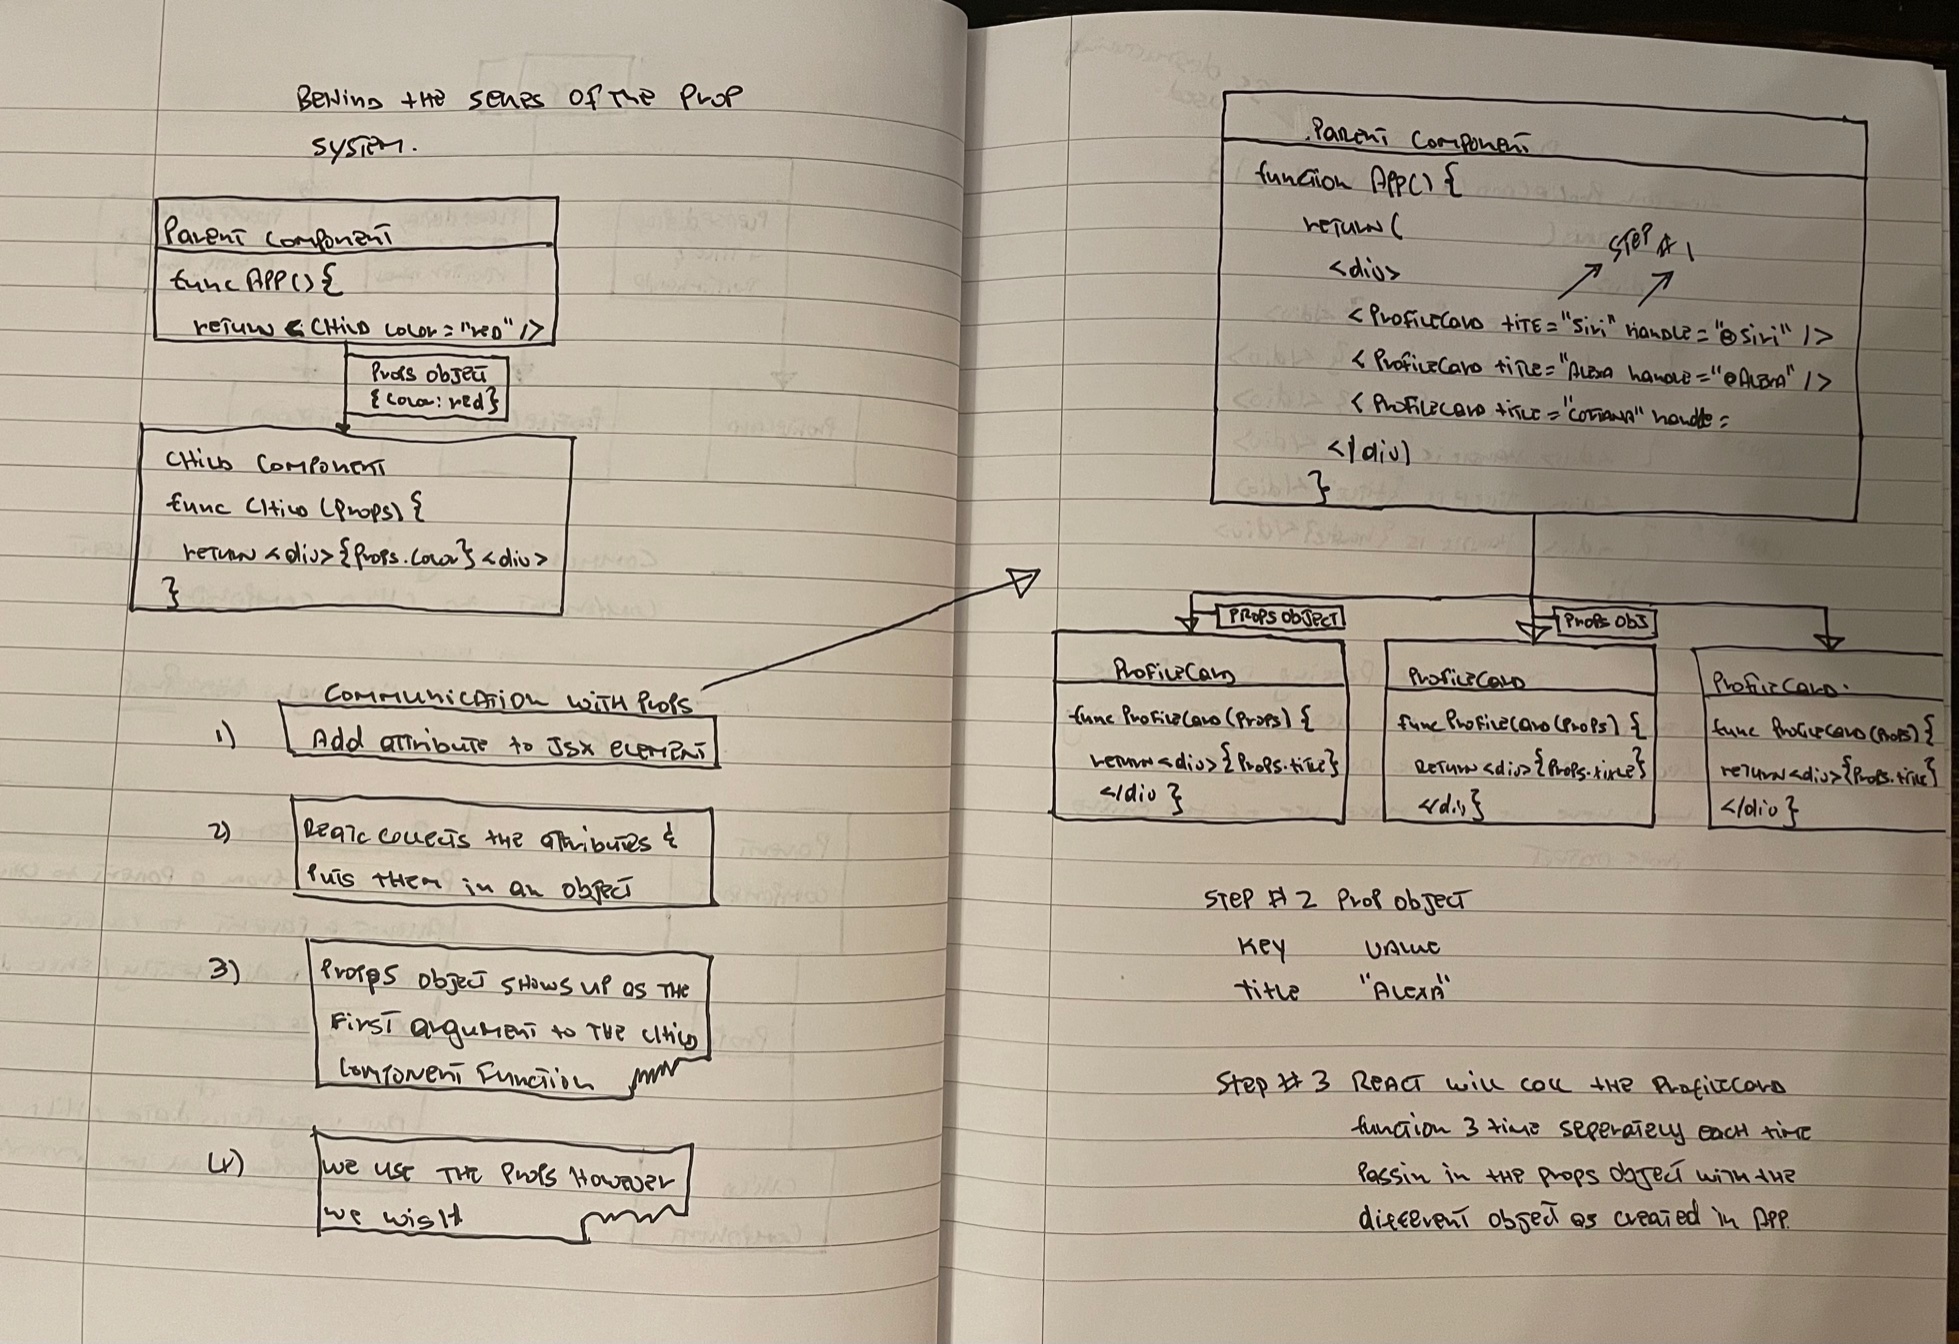 Behind the senes of the Prop
system.
Parent Component
func App() {
return < Child color = "red" />
Props object
{color: red}
Child Component
func Child (props) {
return <div> {props.color} <div>
}
Communication with Props
1) Add attribute to JSX element
2) React collects the attributes &
puts them in an object
3) Props object shows up as the
first argument to the child
component function
4) we use the props however
we wish
Parent Component
function App() {
return (
STEP # 1
<div>
<ProfileCard title="Siri" handle="@Siri" />
<ProfileCard title="Alexa handle="@Alexa" />
<ProfileCard title="Cortana" handle=
</div)
}
PROPS OBJECT
Props obj
ProfileCard
func ProfileCard (props) {
return <div> {props.title}
</div }
ProfileCard
func ProfileCard (props) {
return <div> {props.title}
</div }
ProfileCard
func ProfileCard (props) {
return <div> {props.title}
</div }
STEP # 2 Prop object
Key Value
title "ALEXA"
Step # 3 React will call the ProfileCard
function 3 time seperately each time
passin in the props object with the
different object as created in App.